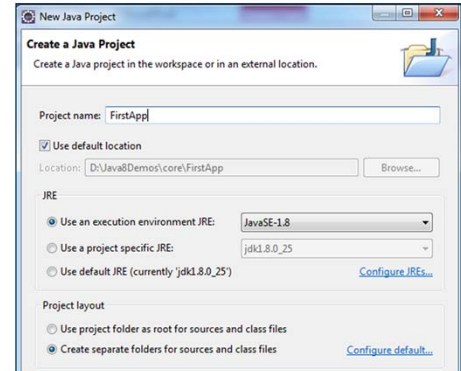 New Java Project
Create a Java Project
Create a Java project in the workspace or in an external location.
Project name: FirstApp
Use default location
Location: D:\Java8Demos\core\FirstApp Browse...
JRE
Use an execution environment JRE: JavaSE-1.8
Use a project specific JRE: jdk1.8.0_25
Use default JRE (currently 'jdk1.8.0_25') Configure JREs...
Project layout
Use project folder as root for sources and class files
Create separate folders for sources and class files Configure default...